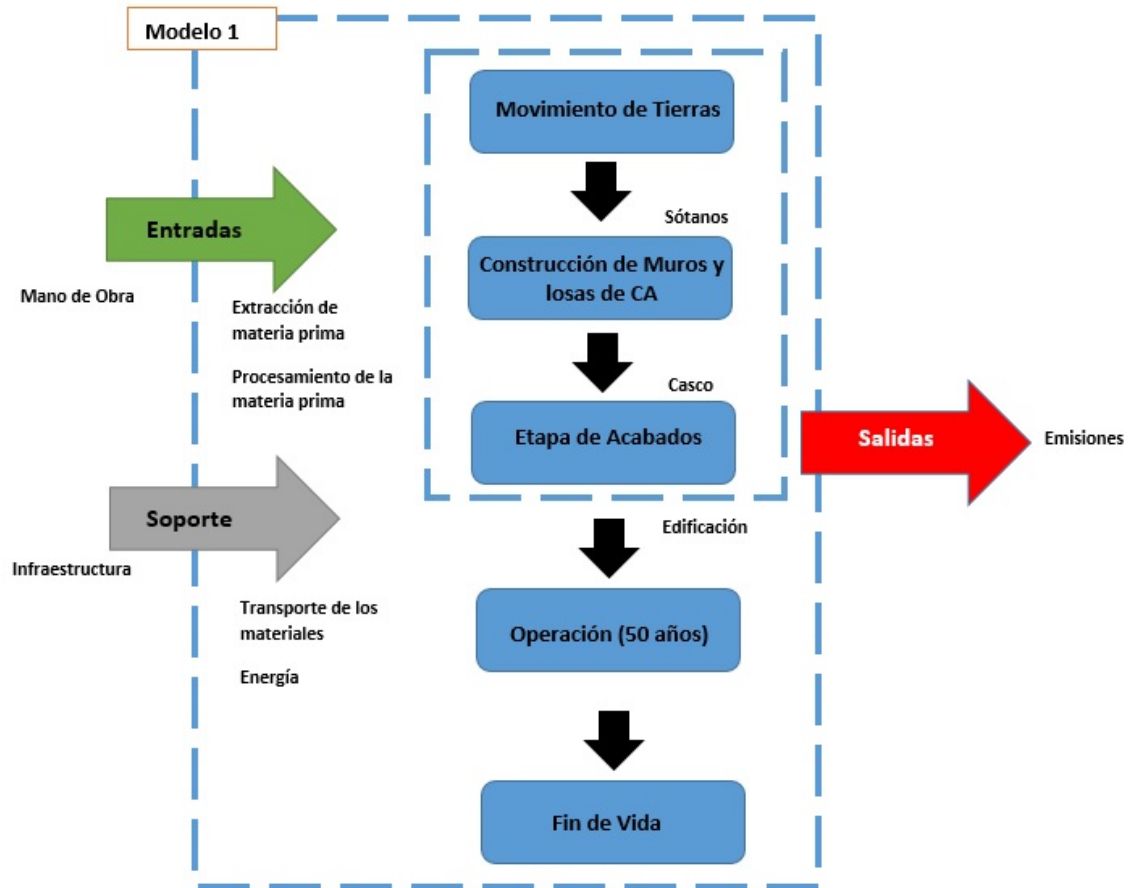 Modelo 1
Movimiento de Tierras
Sótanos
Entradas
Mano de Obra
Extracción de
materia prima
Procesamiento de la
materia prima
Construcción de Muros y
losas de CA
Casco
Etapa de Acabados
Salidas
Emisiones
Soporte
Infraestructura
Transporte de los
materiales
Energía
Edificación
Operación (50 años)
Fin de Vida